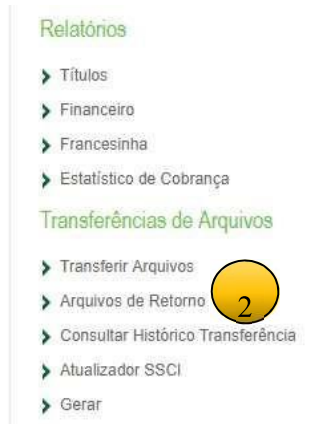 Relatórios
Títulos
Financeiro
Francesinha
Estatístico de Cobrança
Transferências de Arquivos
Transferir Arquivos
Arquivos de Retorno 2
Consultar Histórico Transferência
Atualizador SSCI
Gerar